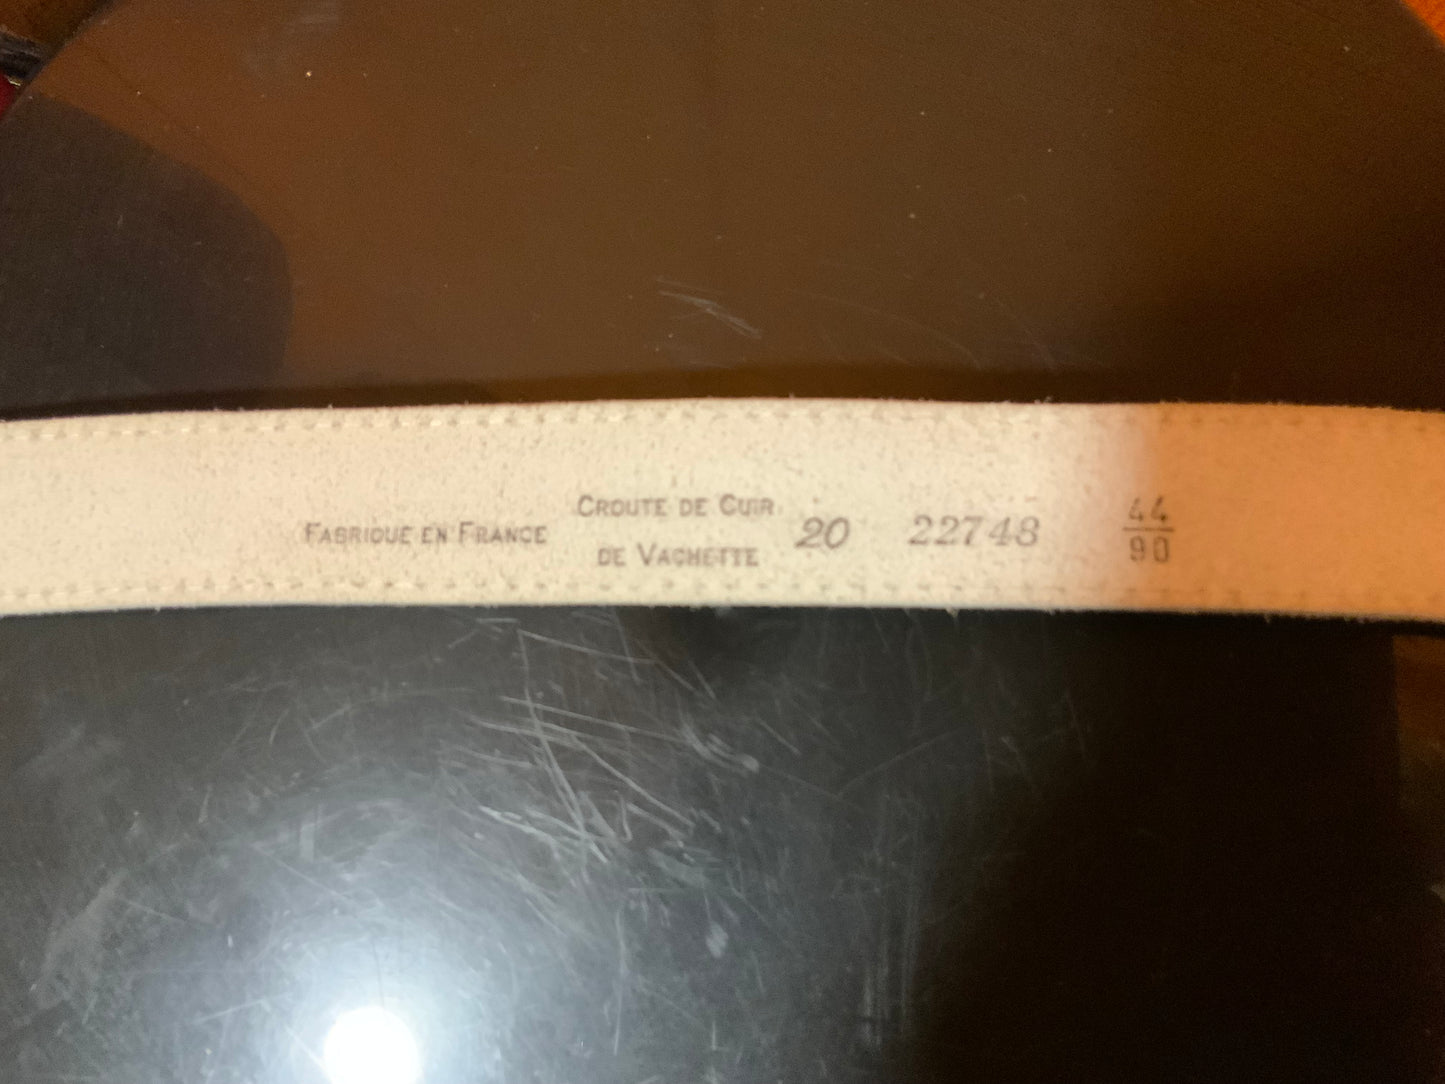 FABRIQUE EN FRANCE
CROUTE DE CUIR
DE VACHETTE
20
22748
44
90